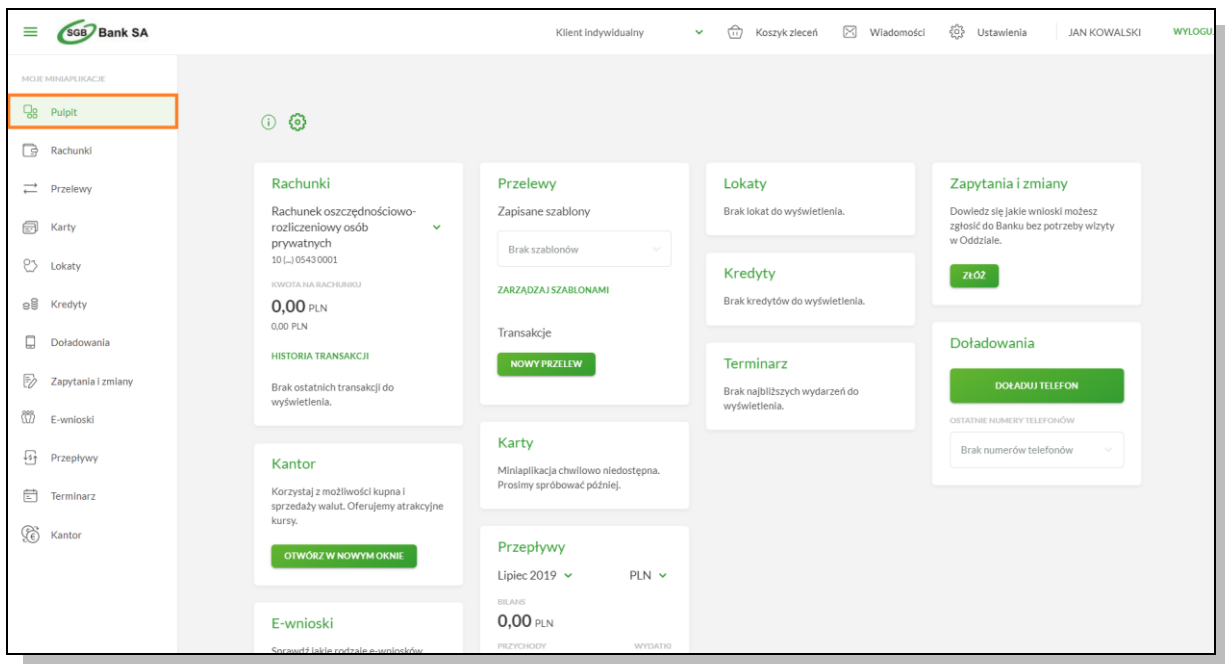 SGB Bank SA
Klient indywidualny
Koszyk zleceń
Wiadomości
Ustawienia
JAN KOWALSKI
WYLOGU
MOJE MINIAPLIKACJE
Pulpit
Rachunki
Przelewy
Karty
Lokaty
Kredyty
Doładowania
Zapytania i zmiany
E-wnioski
Przepływy
Terminarz
Kantor
Rachunki
Rachunek oszczędnościowo-
rozliczeniowy osób
prywatnych
10 (...) 0543 0001
KWOTA NA RACHUNKU
0,00 PLN
0,00 PLN
HISTORIA TRANSAKCJI
Brak ostatnich transakcji do
wyświetlenia.
Kantor
Korzystaj z możliwości kupna i
sprzedaży walut. Oferujemy atrakcyjne
kursy.
OTWÓRZ W NOWYM OKNIE
E-wnioski
Sprawdź jakie rodzaje e-wniosków
Przelewy
Zapisane szablony
Brak szablonów
ZARZĄDZAJ SZABLONAMI
Transakcje
NOWY PRZELEW
Karty
Miniaplikacja chwilowo niedostępna.
Prosimy spróbować później.
Przepływy
Lipiec 2019
PLN
BILANS
0,00 PLN
PRZYCHODY
WYDATKI
Lokaty
Brak lokat do wyświetlenia.
Kredyty
Brak kredytów do wyświetlenia.
Terminarz
Brak najbliższych wydarzeń do
wyświetlenia.
Zapytania i zmiany
Dowiedz się jakie wnioski możesz
zgłosić do Banku bez potrzeby wizyty
w Oddziale.
ZŁÓŻ
Doładowania
DOŁADUJ TELEFON
OSTATNIE NUMERY TELEFONÓW
Brak numerów telefonów